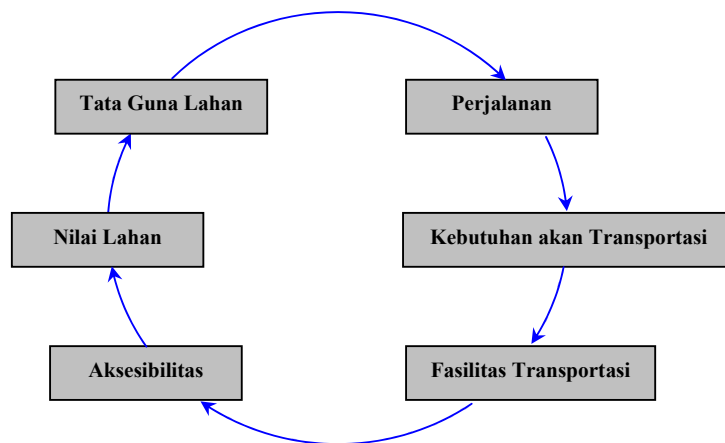 Tata Guna Lahan
Perjalanan
Nilai Lahan
Kebutuhan akan Transportasi
Aksesibilitas
Fasilitas Transportasi